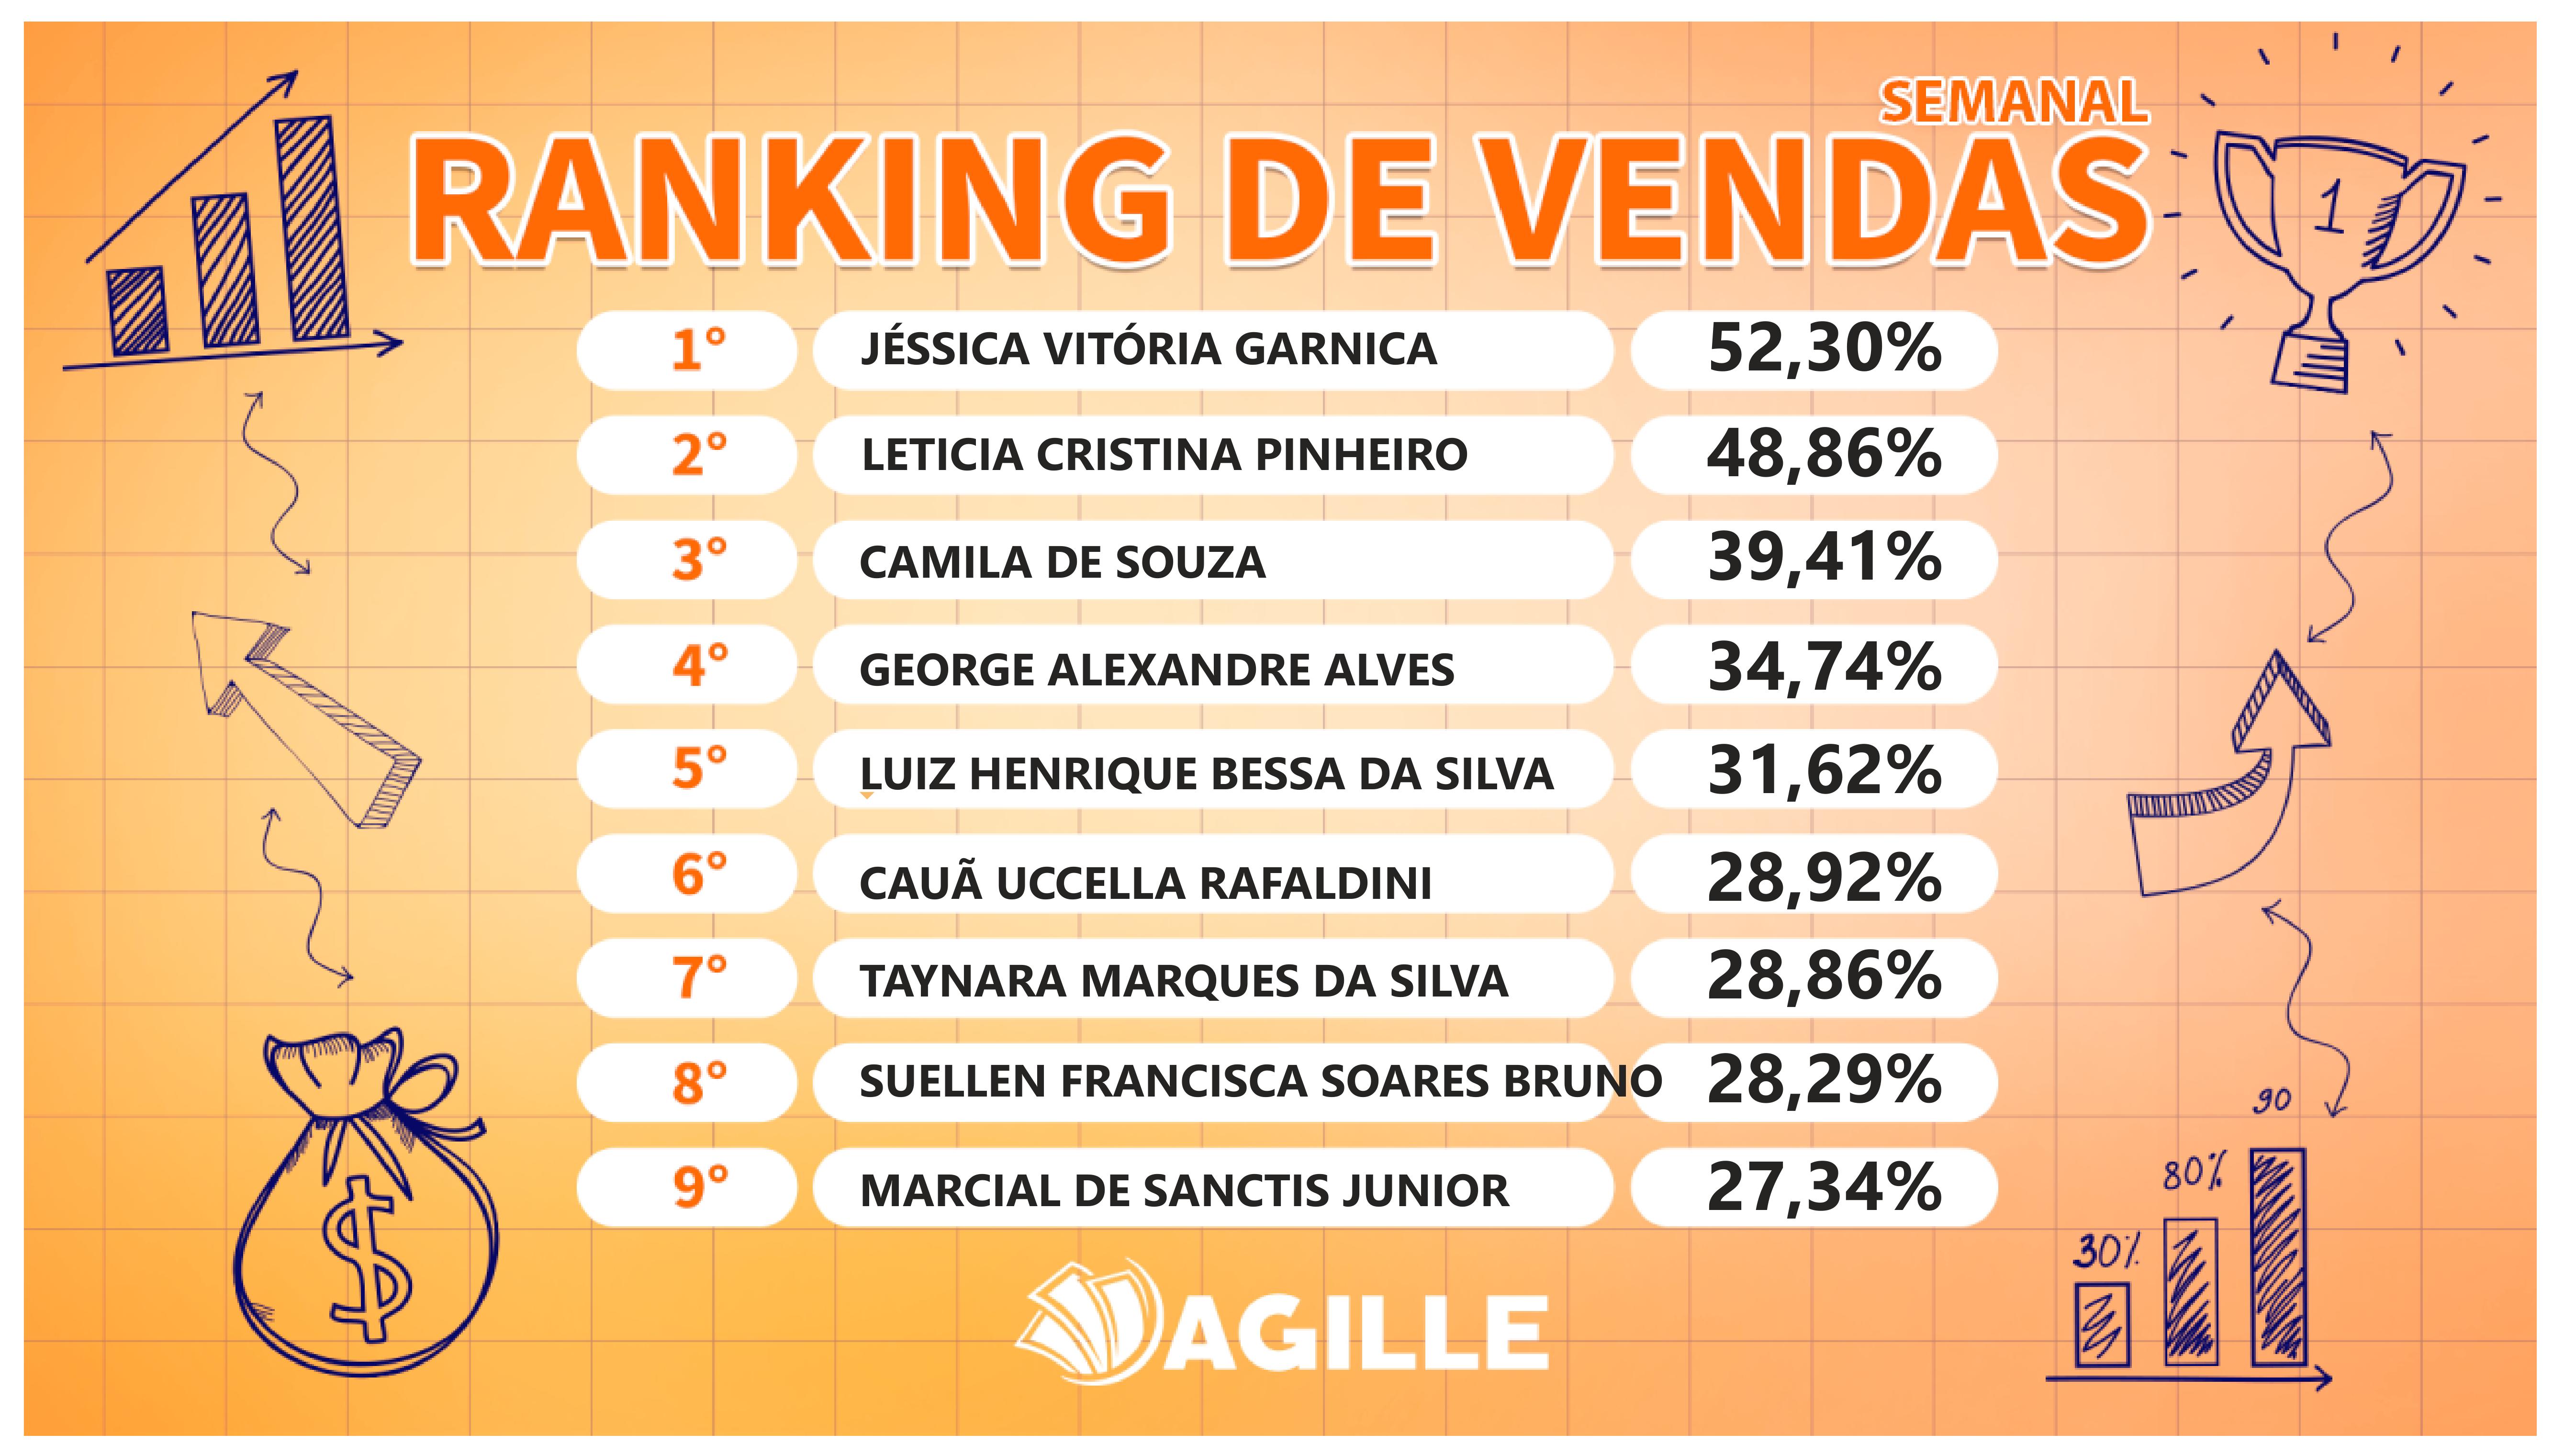 SEMANAL
RANKING DE VENDAS
1
1° JÉSSICA VITÓRIA GARNICA 52,30%
2° LETICIA CRISTINA PINHEIRO 48,86%
3° CAMILA DE SOUZA 39,41%
4° GEORGE ALEXANDRE ALVES 34,74%
5° LUIZ HENRIQUE BESSA DA SILVA 31,62%
6° CAUÃ UCCELLA RAFALDINI 28,92%
7° TAYNARA MARQUES DA SILVA 28,86%
8° SUELLEN FRANCISCA SOARES BRUNO 28,29%
9° MARCIAL DE SANCTIS JUNIOR 27,34%
$
90
80%
30%
AGILLE